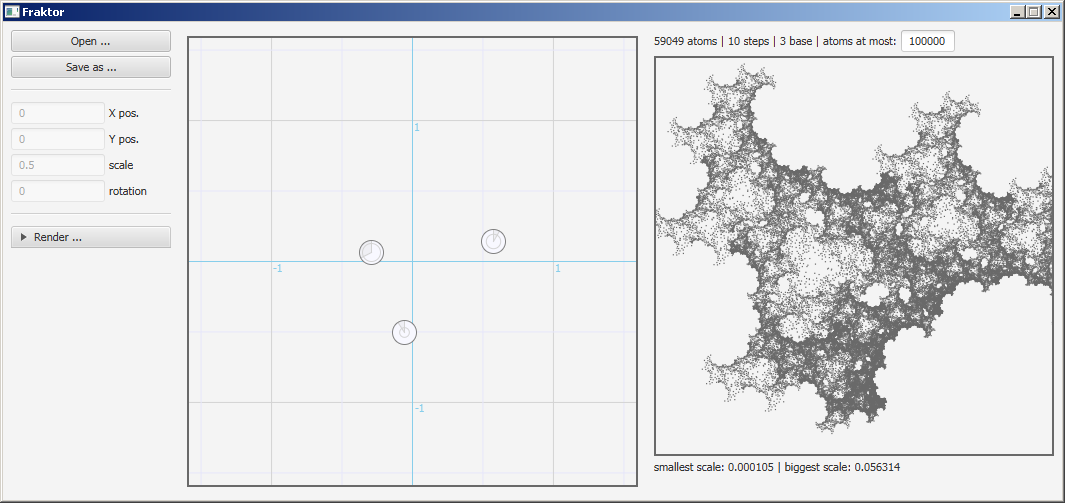 Fraktor
Open ...
Save as ...
0 X pos.
0 Y pos.
0.5 scale
0 rotation
Render ...
1
-1
1
-1
59049 atoms | 10 steps | 3 base | atoms at most: 100000
smallest scale: 0.000105 | biggest scale: 0.056314